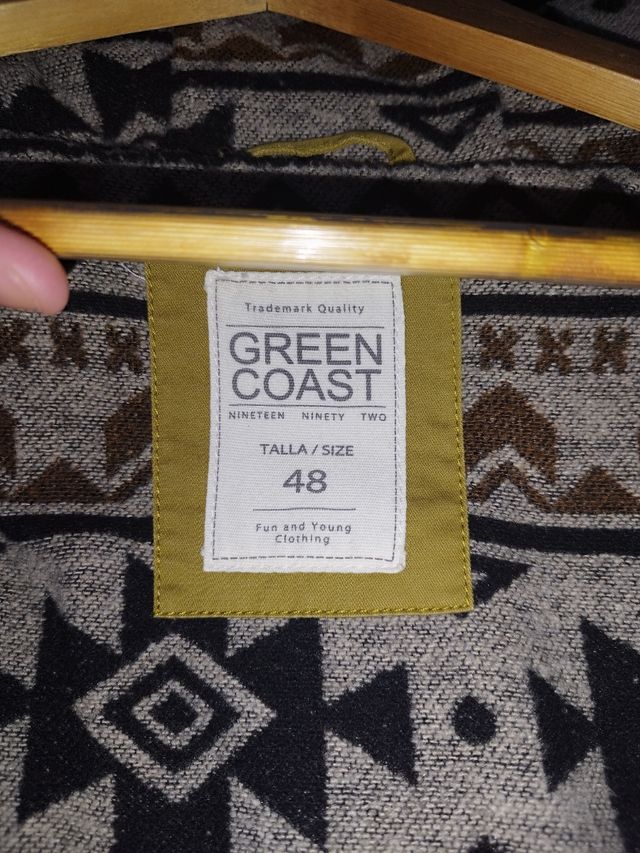 Trademark Quality
GREEN
COAST
NINETEEN NINETY TWO
TALLA / SIZE
48
Fun and Young
Clothing